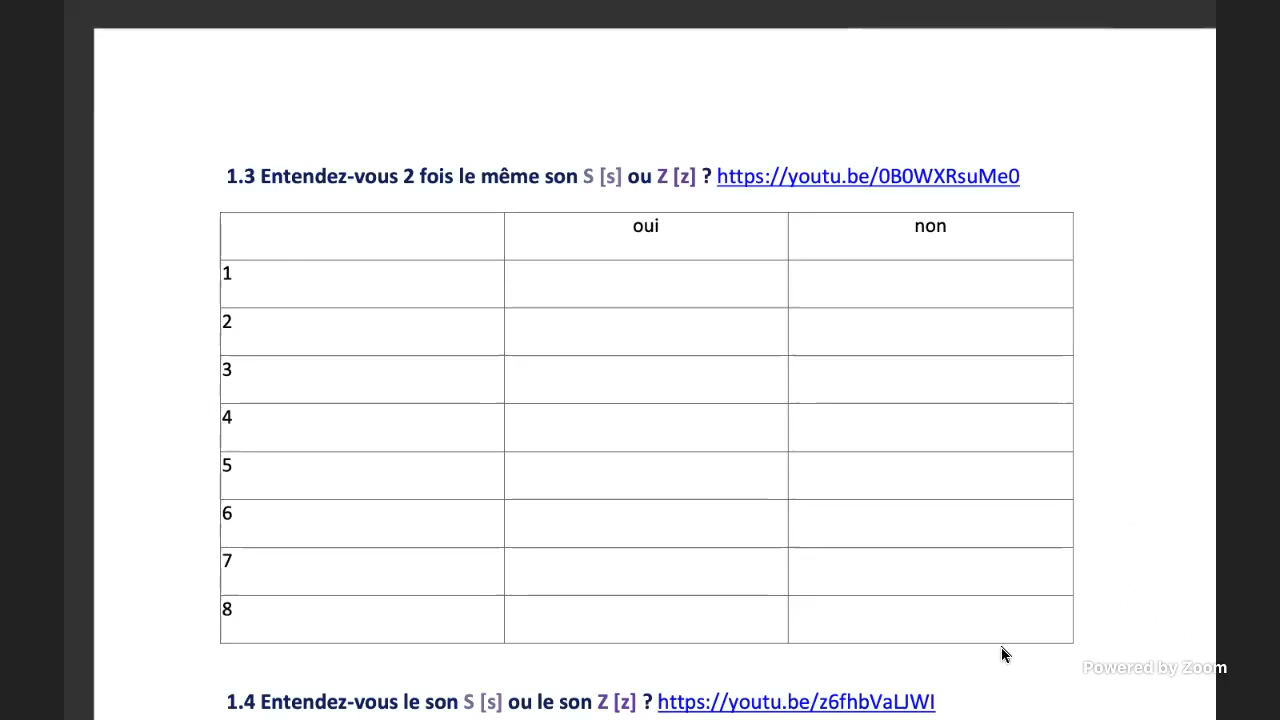 1.3 Entendez-vous 2 fois le même son S [s] ou Z [z] ? https://youtu.be/0B0WXRsuMe0
oui non
1
2
3
4
5
6
7
8
Powered by Zoom
1.4 Entendez-vous le son S [s] ou le son Z [z] ? https://youtu.be/z6fhbVaLJWI